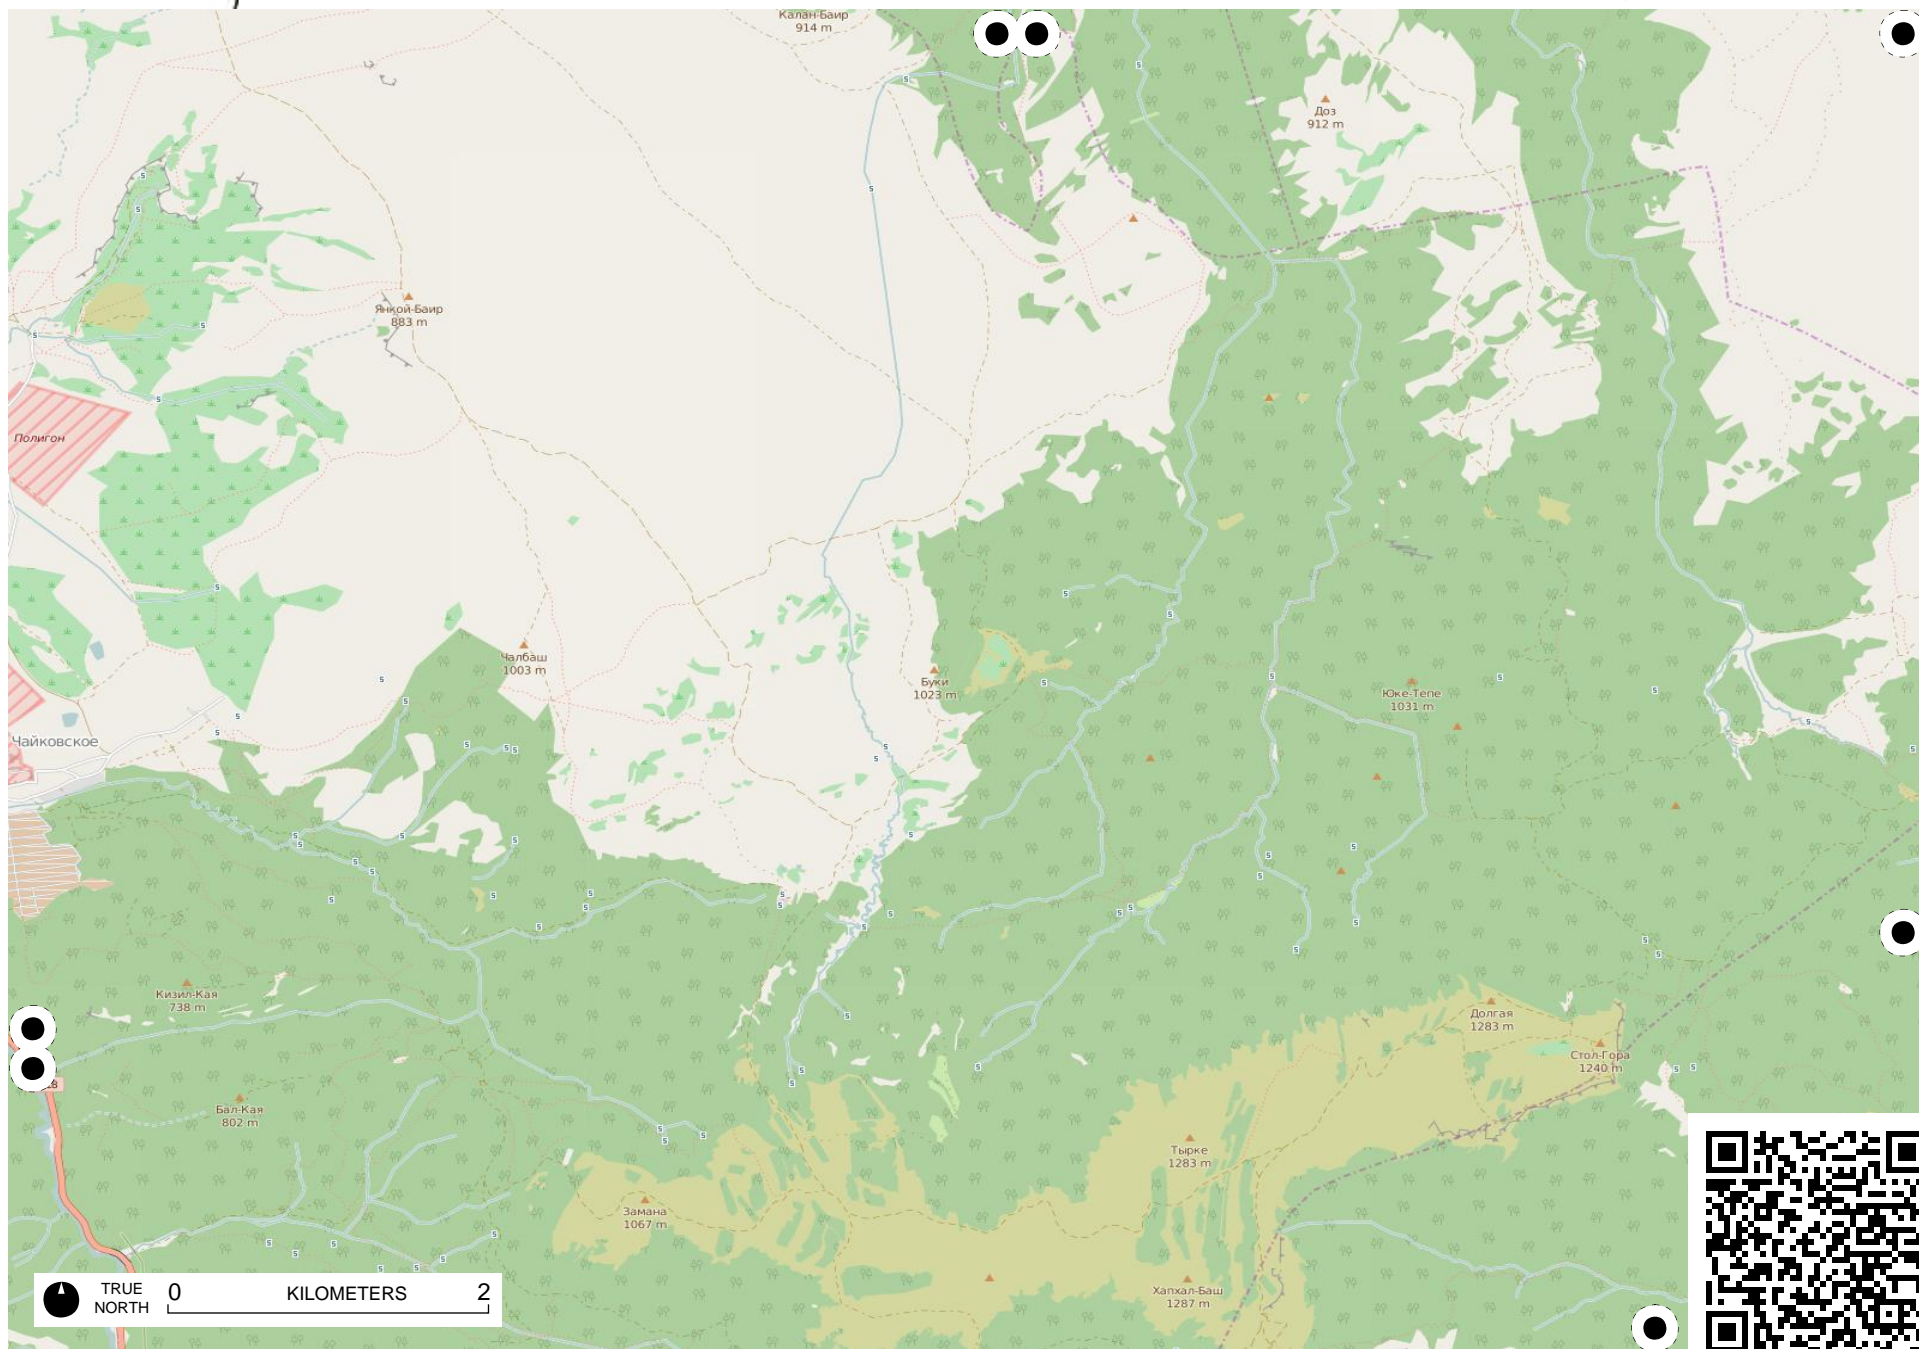 Калан-Баир
914 m
Доз
912 m
Янкой-Баир
883 m
Полигон
Чалбаш
1003 m
Буки
1023 m
Юке-Тепе
1031 m
Чайковское
Кизил-Кая
738 m
Долгая
1283 m
Стол-Гора
1240 m
Бал-Кая
802 m
Тырке
1283 m
Замана
1067 m
Хапхал-Баш
1287 m
TRUE
NORTH
0 KILOMETERS 2